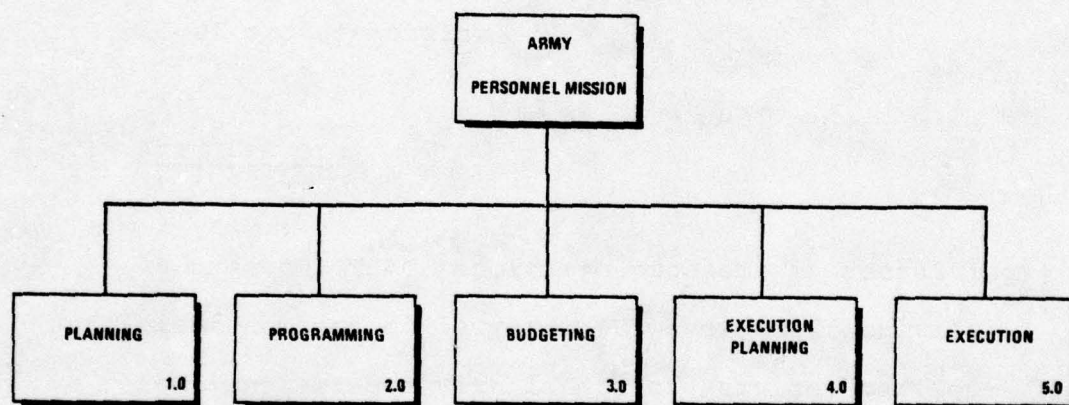 ARMY
PERSONNEL MISSION
PLANNING
1.0
PROGRAMMING
2.0
BUDGETING
3.0
EXECUTION
PLANNING
4.0
EXECUTION
5.0